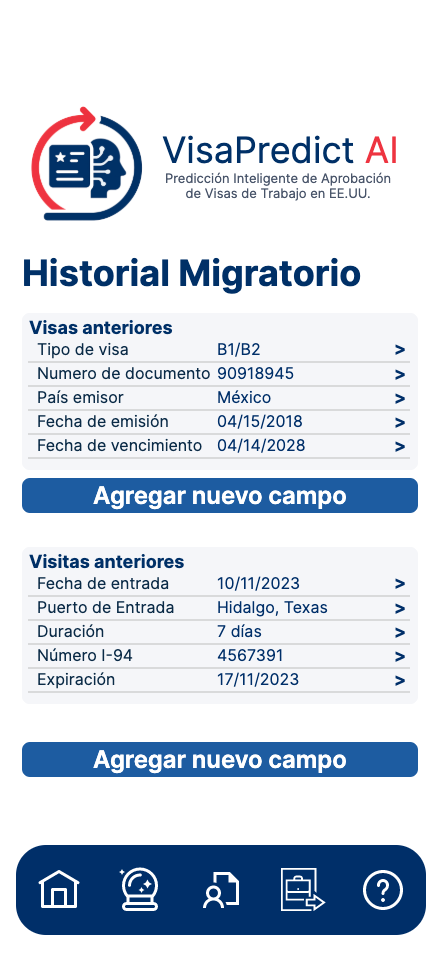 VisaPredict AI
Predicción Inteligente de Aprobación
de Visas de Trabajo en EE.UU.
Historial Migratorio
Visas anteriores
Tipo de visa B1/B2 >
Numero de documento 90918945 >
País emisor México >
Fecha de emisión 04/15/2018 >
Fecha de vencimiento 04/14/2028 >
Agregar nuevo campo
Visitas anteriores
Fecha de entrada 10/11/2023 >
Puerto de Entrada Hidalgo, Texas >
Duración 7 días >
Número I-94 4567391 >
Expiración 17/11/2023 >
Agregar nuevo campo
?